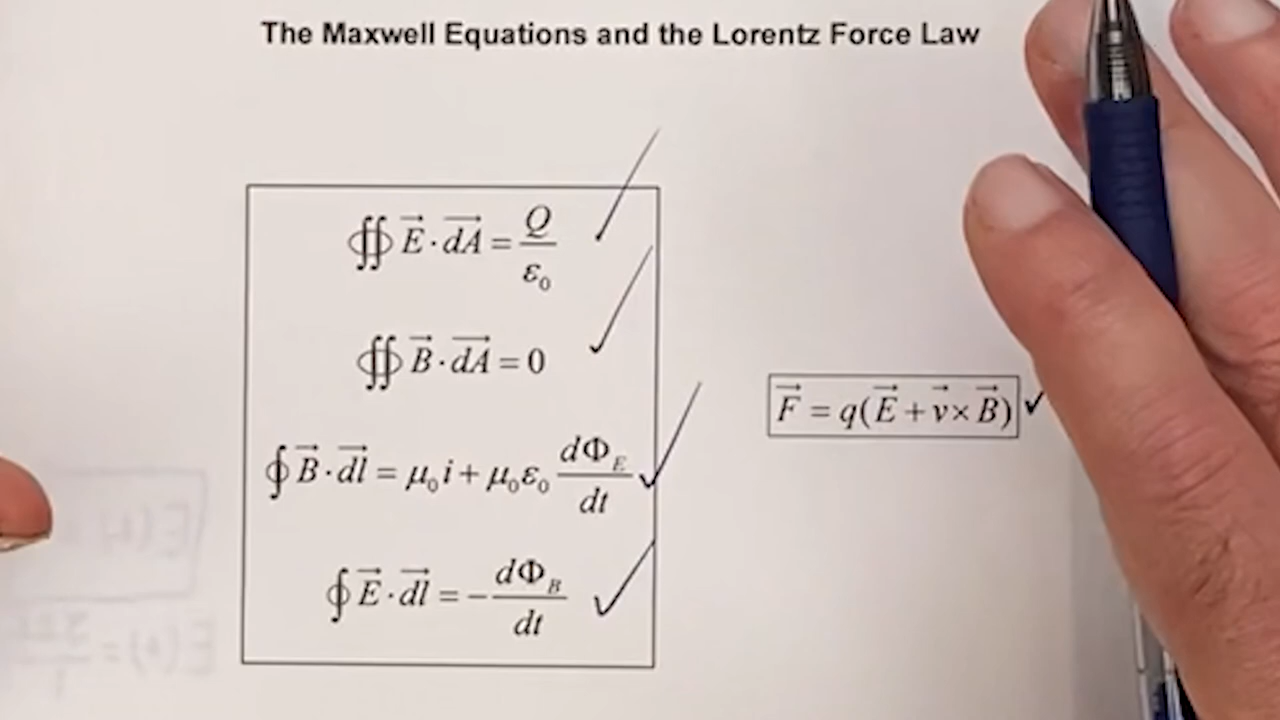 The Maxwell Equations and the Lorentz Force Law
∯ E⃗ · dA⃗ = Q/ε₀
∯ B⃗ · dA⃗ = 0
∮ B⃗ · dl⃗ = μ₀i + μ₀ε₀ dΦ_E/dt
∮ E⃗ · dl⃗ = − dΦ_B/dt
F⃗ = q(E⃗ + v⃗ × B⃗)